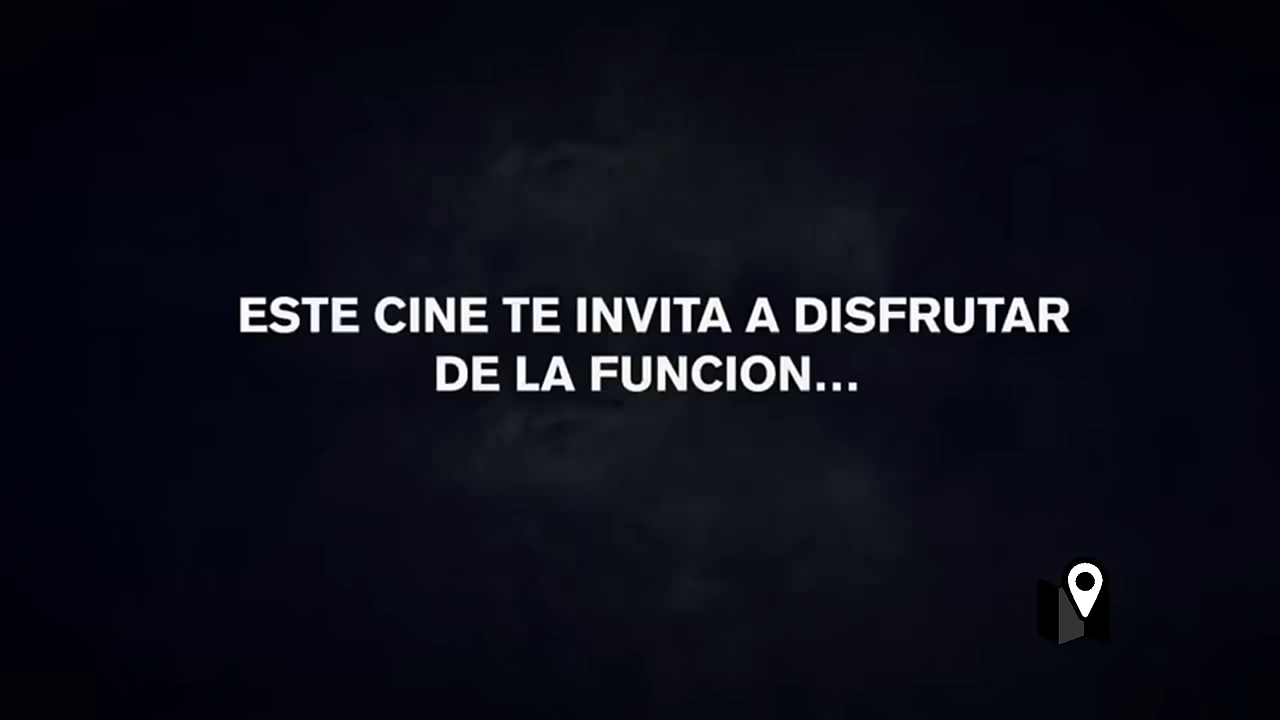 ESTE CINE TE INVITA A DISFRUTAR
DE LA FUNCION...